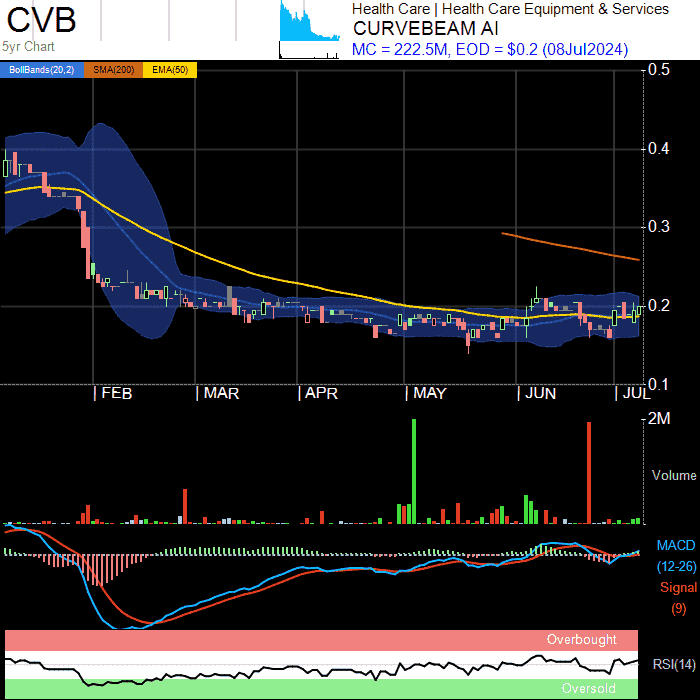 CVB
5yr Chart
Health Care | Health Care Equipment & Services
CURVEBEAM AI
MC = 222.5M, EOD = $0.2 (08Jul2024)
BollBands(20,2) SMA(200) EMA(50)
0.5
0.4
0.3
0.2
0.1
| FEB | MAR | APR | MAY | JUN | JUL
2M
Volume
MACD
(12-26)
Signal
(9)
Overbought
RSI(14)
Oversold